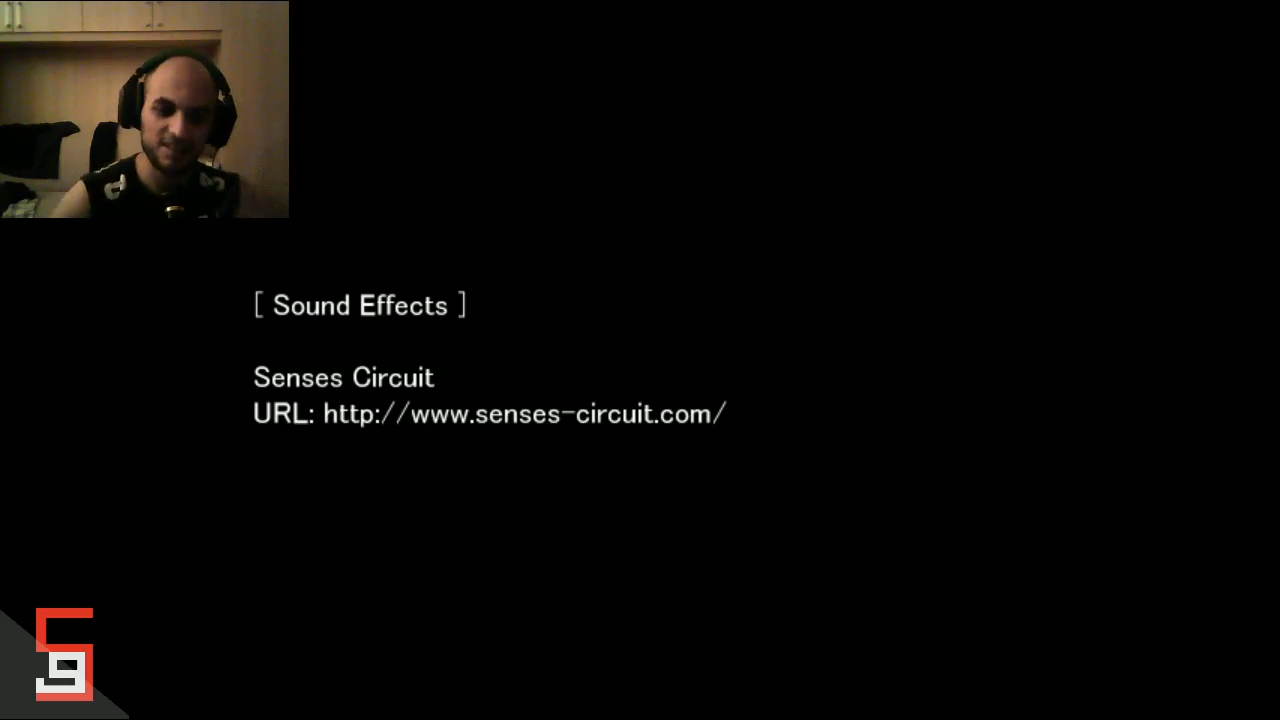 [ Sound Effects ]
Senses Circuit
URL: http://www.senses-circuit.com/